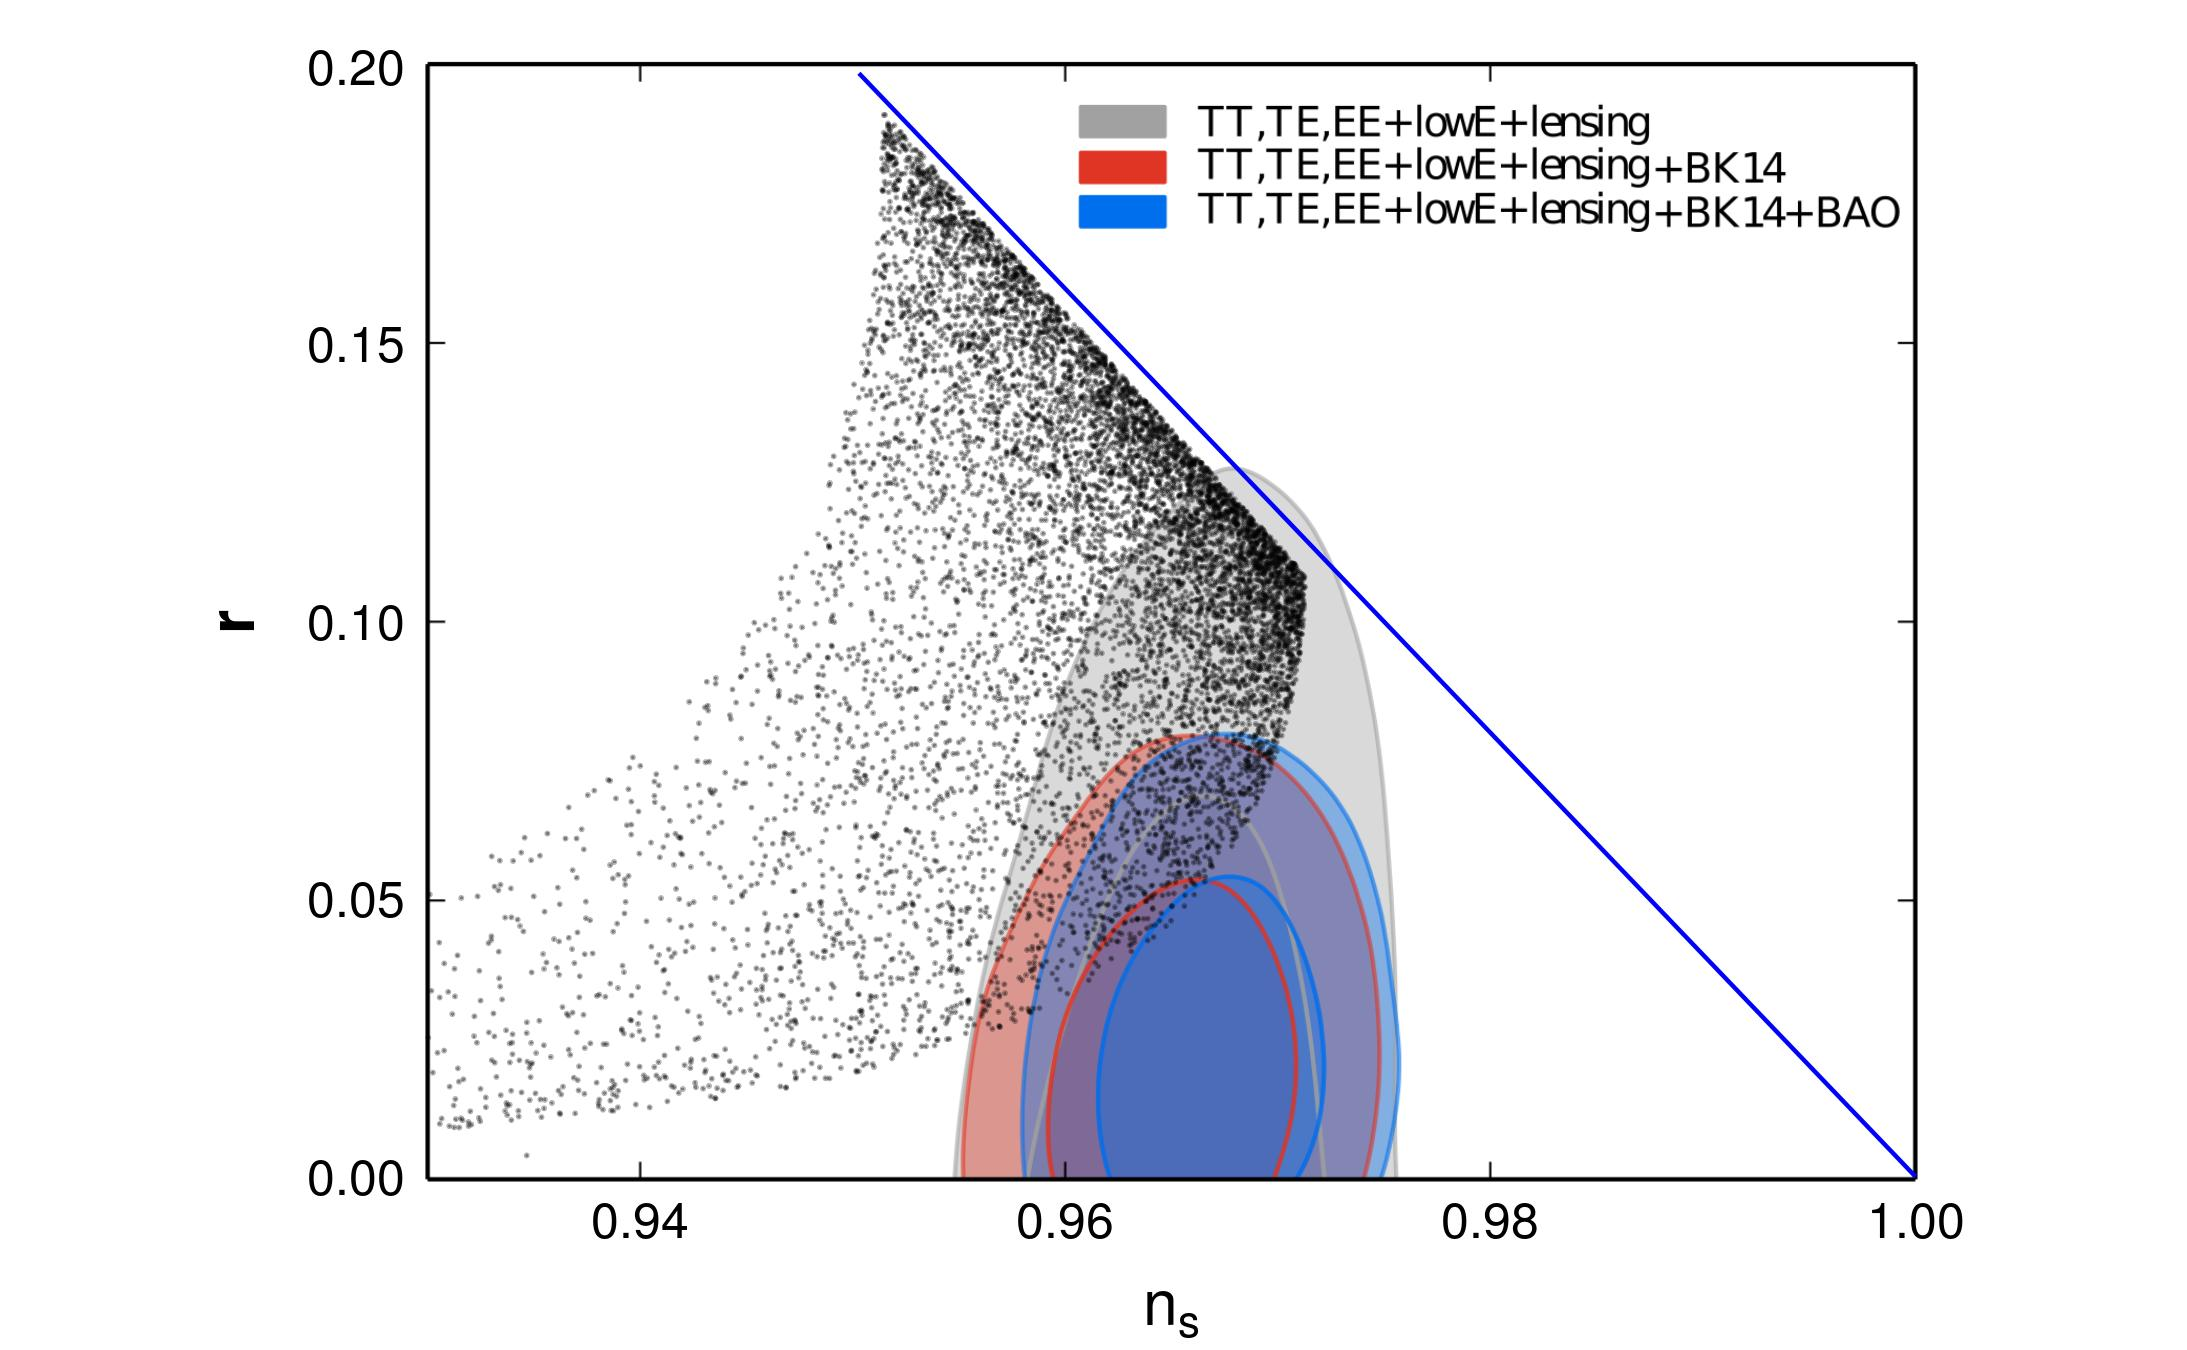 0.20
TT,TE,EE+lowE+lensing
TT,TE,EE+lowE+lensing+BK14
TT,TE,EE+lowE+lensing+BK14+BAO
0.15
r
0.10
0.05
0.00
0.94 0.96 0.98 1.00
ns